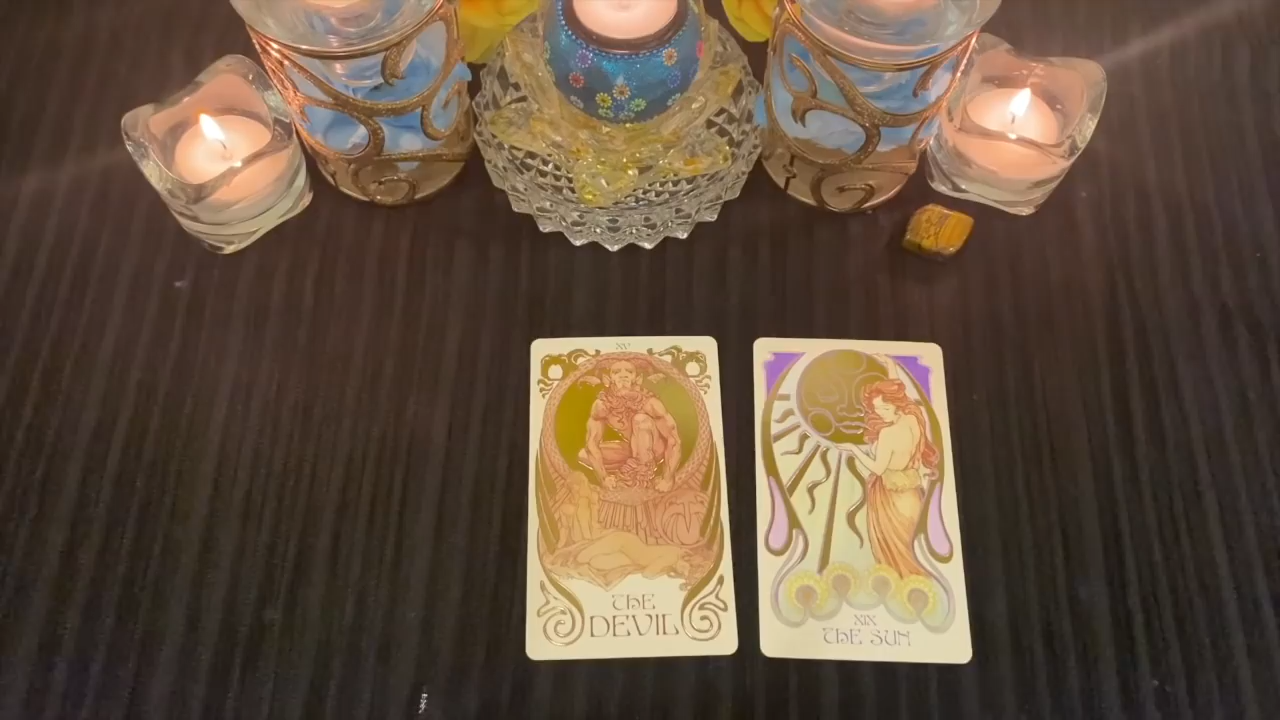 XV
THE
DEVIL
XIX
THE SUN